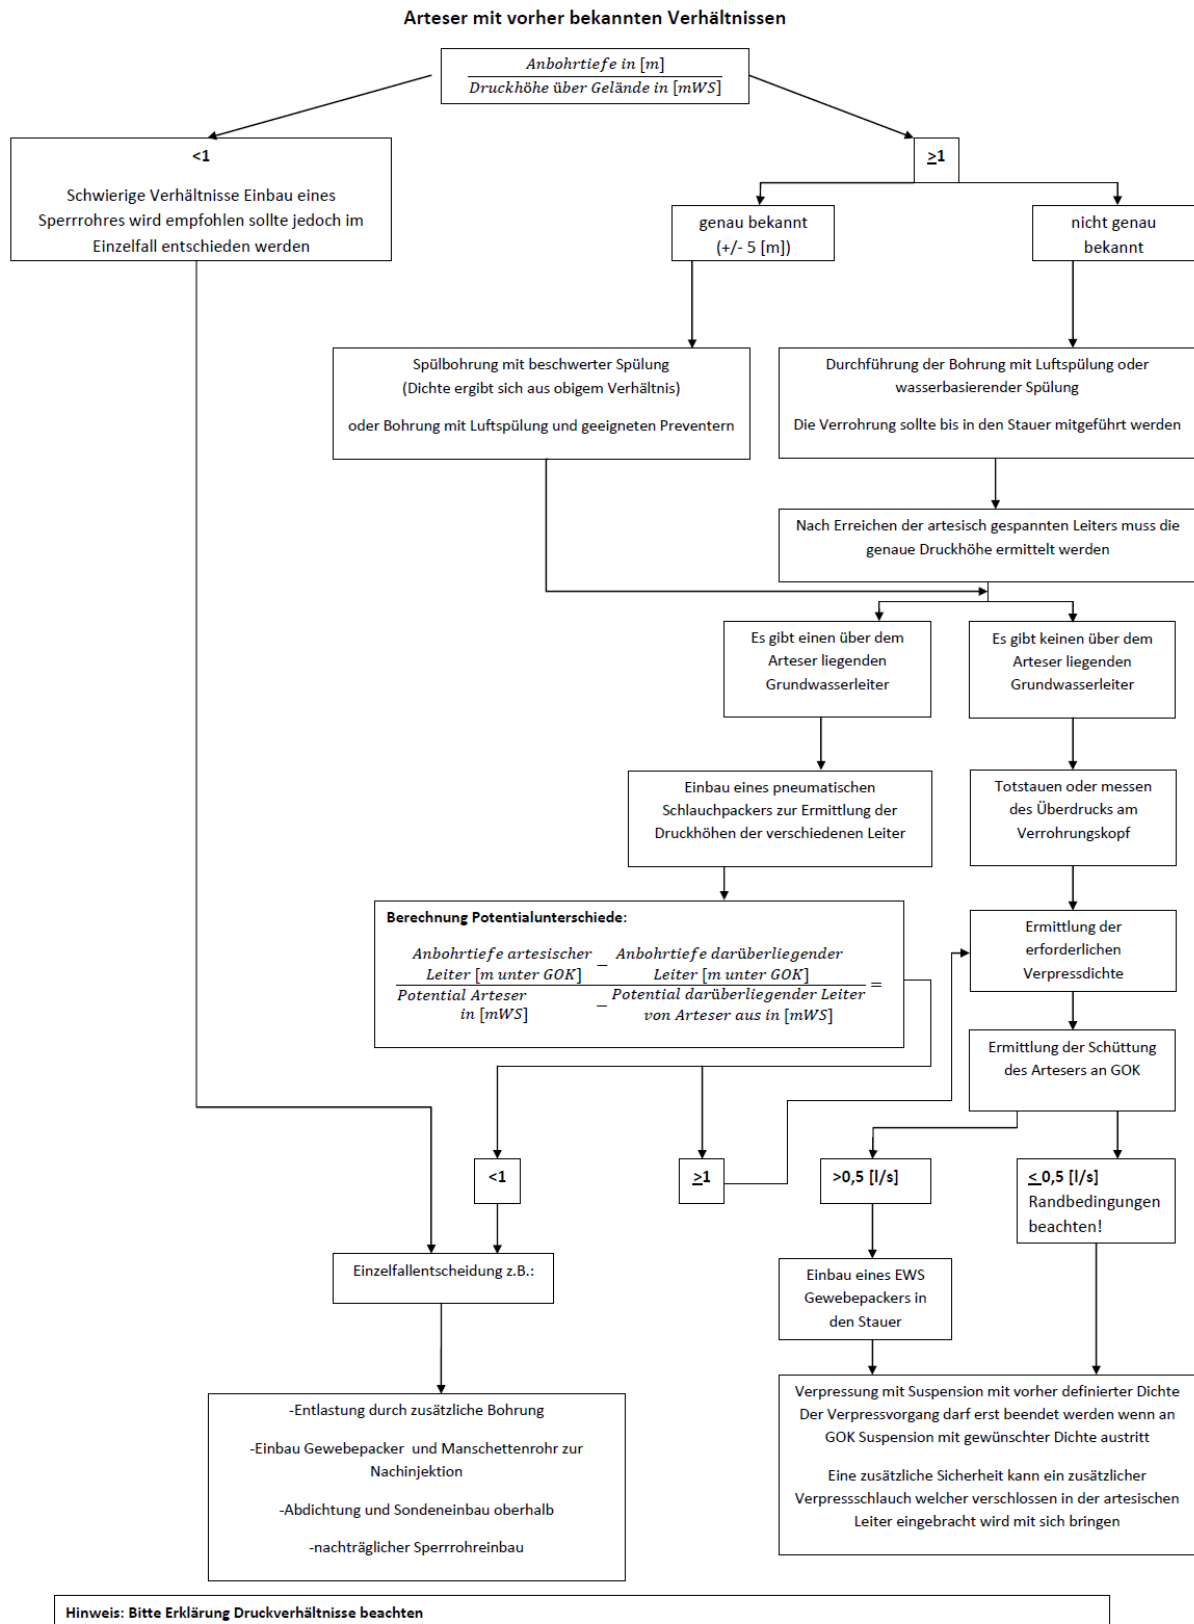 Arteser mit vorher bekannten Verhältnissen
Anbohrtiefe in [m]
Druckhöhe über Gelände in [mWS]
<1
Schwierige Verhältnisse Einbau eines
Sperrrohres wird empfohlen sollte jedoch im
Einzelfall entschieden werden
≥1
genau bekannt
(+/- 5 [m])
nicht genau
bekannt
Spülbohrung mit beschwerter Spülung
(Dichte ergibt sich aus obigem Verhältnis)
oder Bohrung mit Luftspülung und geeigneten Preventern
Durchführung der Bohrung mit Luftspülung oder
wasserbasierender Spülung
Die Verrohrung sollte bis in den Stauer mitgeführt werden
Nach Erreichen der artesisch gespannten Leiters muss die
genaue Druckhöhe ermittelt werden
Es gibt einen über dem
Arteser liegenden
Grundwasserleiter
Es gibt keinen über dem
Arteser liegenden
Grundwasserleiter
Einbau eines pneumatischen
Schlauchpackers zur Ermittlung der
Druckhöhen der verschiedenen Leiter
Totstauen oder messen
des Überdrucks am
Verrohrungskopf
Berechnung Potentialunterschiede:
Anbohrtiefe artesischer _ Anbohrtiefe darüberliegender
Leiter [m unter GOK] Leiter [m unter GOK] =
Potential Arteser _ Potential darüberliegender Leiter
in [mWS] von Arteser aus in [mWS]
Ermittlung der
erforderlichen
Verpressdichte
Ermittlung der Schüttung
des Artesers an GOK
<1
≥1
>0,5 [l/s]
≤ 0,5 [l/s]
Randbedingungen
beachten!
Einzelfallentscheidung z.B.:
Einbau eines EWS
Gewebepackers in
den Stauer
-Entlastung durch zusätzliche Bohrung
-Einbau Gewebepacker und Manschettenrohr zur
Nachinjektion
-Abdichtung und Sondeneinbau oberhalb
-nachträglicher Sperrrohreinbau
Verpressung mit Suspension mit vorher definierter Dichte
Der Verpressvorgang darf erst beendet werden wenn an
GOK Suspension mit gewünschter Dichte austritt
Eine zusätzliche Sicherheit kann ein zusätzlicher
Verpressschlauch welcher verschlossen in der artesischen
Leiter eingebracht wird mit sich bringen
Hinweis: Bitte Erklärung Druckverhältnisse beachten